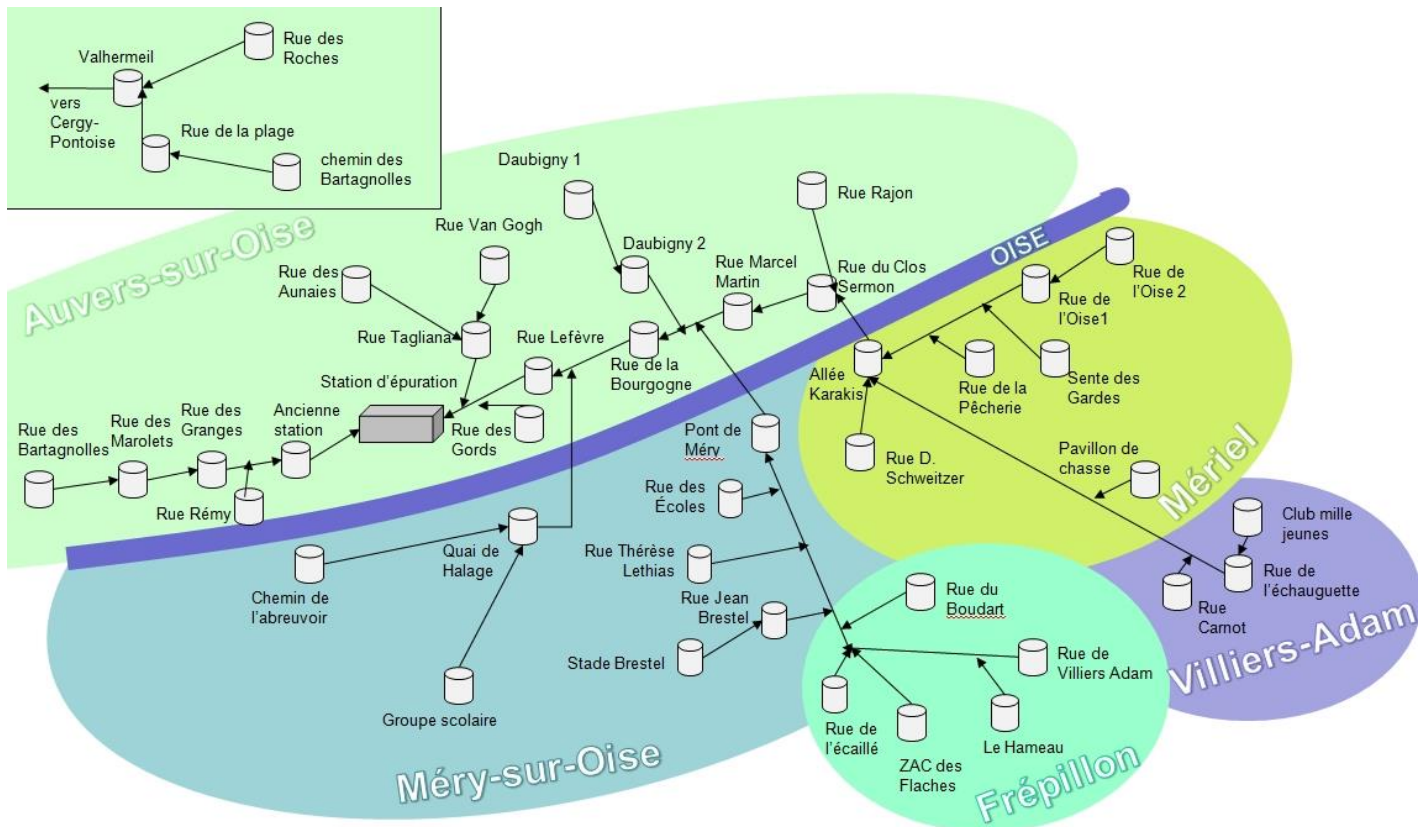 Valhermeil
Rue des
Roches
vers
Cergy-
Pontoise
Rue de la plage
chemin des
Bartagnolles
Auvers-sur-Oise
Daubigny 1
Rue Rajon
Rue Van Gogh
Daubigny 2
Rue des
Aunaies
Rue Marcel
Martin
Rue du Clos
Sermon
OISE
Rue de
l'Oise 2
Rue de
l'Oise1
Rue Tagliana
Rue Lefèvre
Rue de la
Bourgogne
Allée
Karakis
Rue de la
Pêcherie
Sente des
Gardes
Station d'épuration
Rue des
Bartagnolles
Rue des
Marolets
Rue des
Granges
Ancienne
station
Rue des
Gords
Pont de
Méry
Rue D.
Schweitzer
Pavillon de
chasse
Mériel
Rue Rémy
Rue des
Écoles
Club mille
jeunes
Quai de
Halage
Rue Thérèse
Lethias
Rue de
l'échauguette
Chemin de
l'abreuvoir
Rue Jean
Brestel
Rue du
Boudart
Rue
Carnot
Villiers-Adam
Stade Brestel
Rue de
Villiers Adam
Groupe scolaire
Rue de
l'écaillé
ZAC des
Flaches
Le Hameau
Méry-sur-Oise
Frépillon